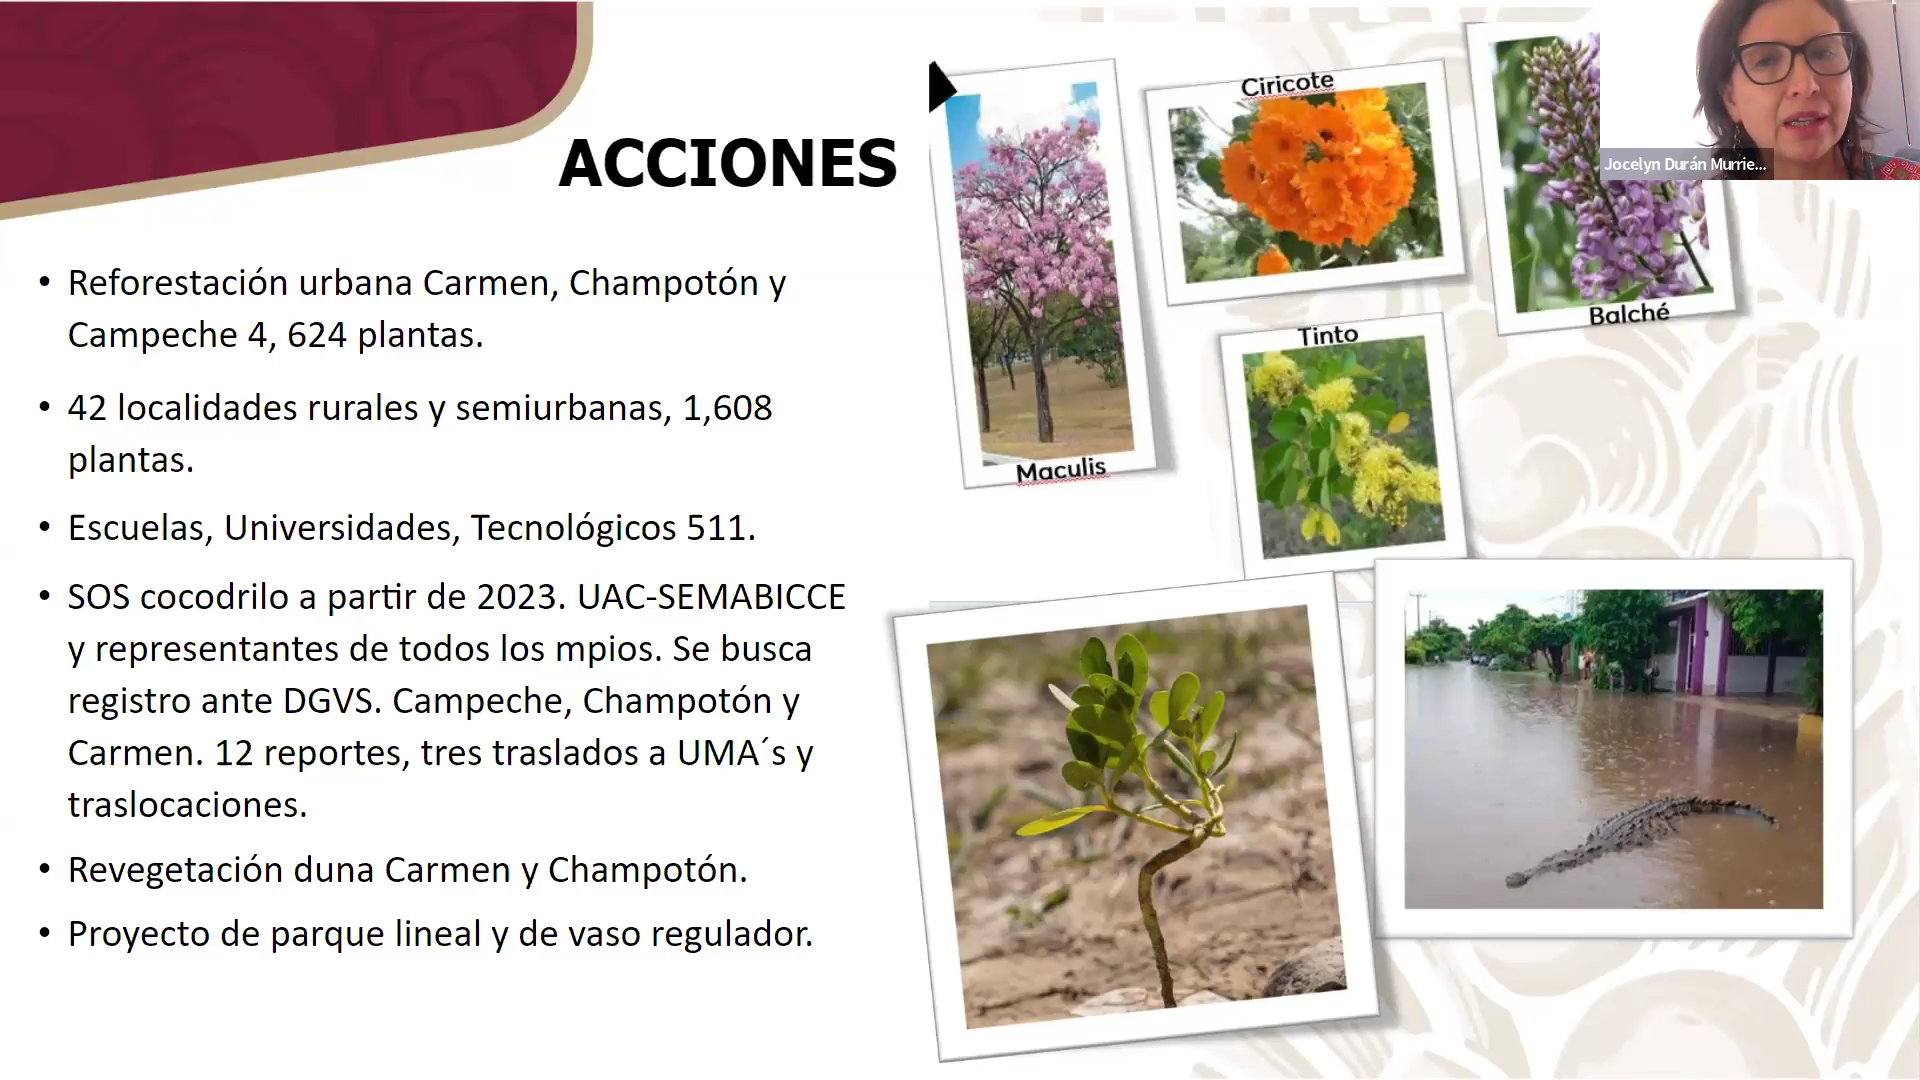 ACCIONES
• Reforestación urbana Carmen, Champotón y
Campeche 4, 624 plantas.
• 42 localidades rurales y semiurbanas, 1,608
plantas.
• Escuelas, Universidades, Tecnológicos 511.
• SOS cocodrilo a partir de 2023. UAC-SEMABICCE
y representantes de todos los mpios. Se busca
registro ante DGVS. Campeche, Champotón y
Carmen. 12 reportes, tres traslados a UMA´s y
traslocaciones.
• Revegetación duna Carmen y Champotón.
• Proyecto de parque lineal y de vaso regulador.
Maculis
Ciricote
Balché
Tinto
Jocelyn Durán Murrie...